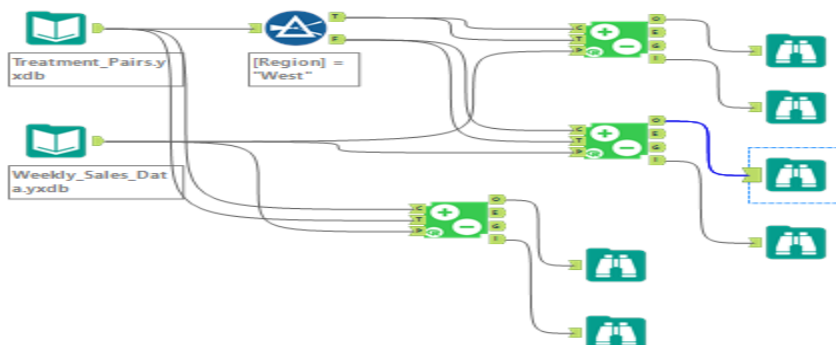 Treatment_Pairs.y
xdb
[Region] =
"West"
T
F
C
T
P
O
E
G
I
Weekly_Sales_Dat
a.yxdb
C
T
P
O
E
G
I
C
T
P
O
E
G
I